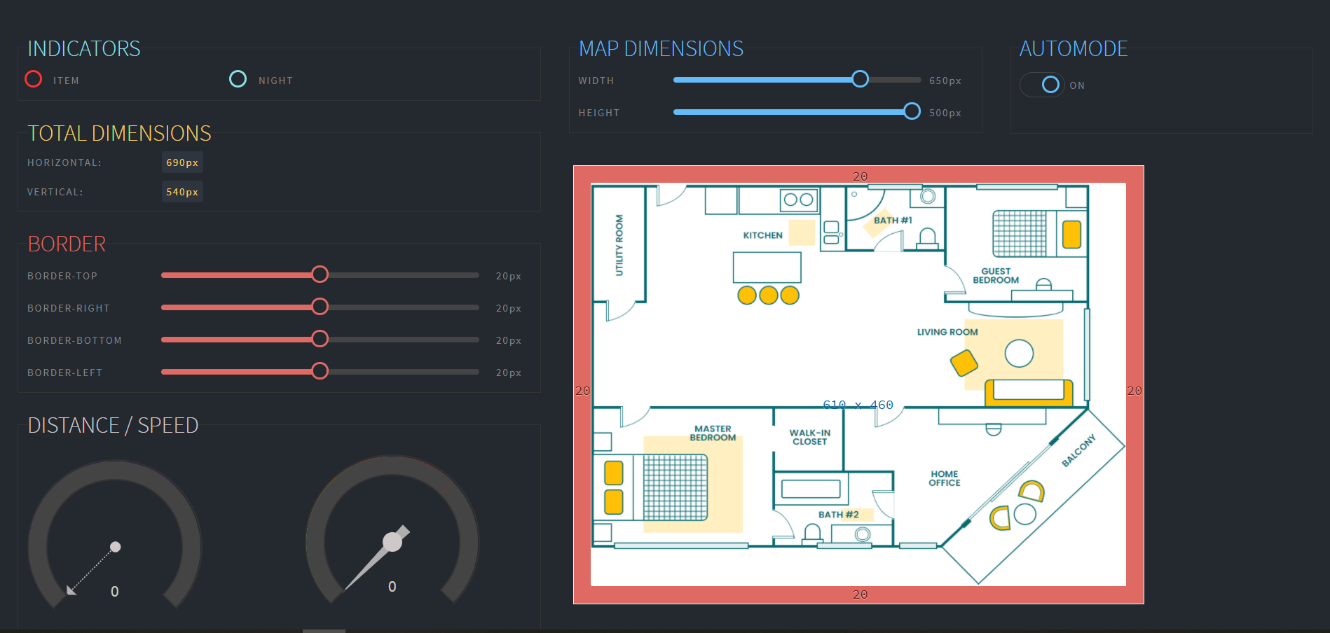 INDICATORS
ITEM
NIGHT
TOTAL DIMENSIONS
HORIZONTAL:
690px
VERTICAL:
540px
BORDER
BORDER-TOP
20px
BORDER-RIGHT
20px
BORDER-BOTTOM
20px
BORDER-LEFT
20px
DISTANCE / SPEED
0
0
MAP DIMENSIONS
WIDTH
650px
HEIGHT
500px
AUTOMODE
ON
20
UTILITY ROOM
KITCHEN
BATH #1
GUEST
BEDROOM
LIVING ROOM
20
20
610 x 460
MASTER
BEDROOM
WALK-IN
CLOSET
HOME
OFFICE
BALCONY
BATH #2
20